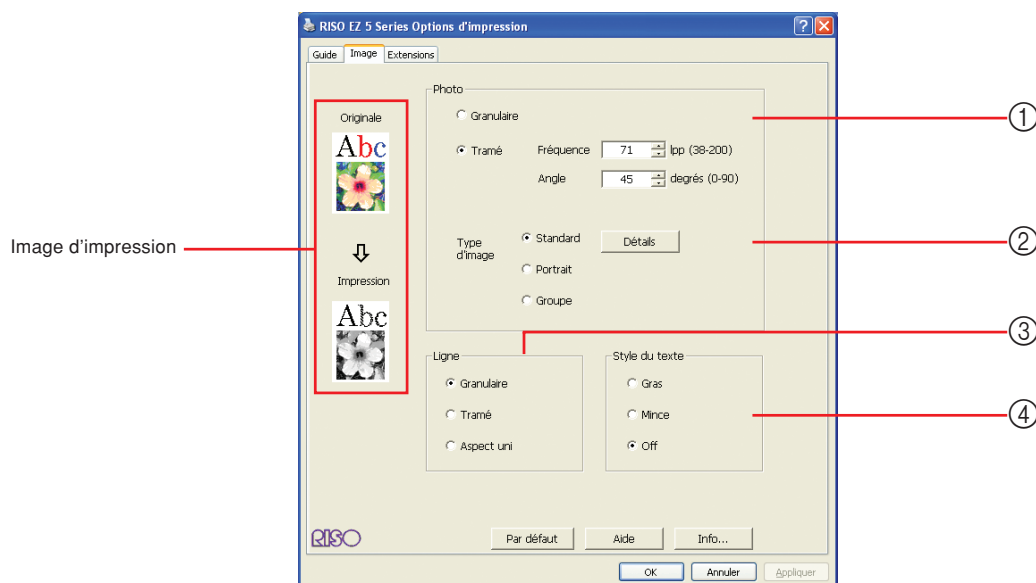 RISO EZ 5 Series Options d'impression
Guide
Image
Extensions
Image d'impression
Originale
Abc
Impression
Abc
Photo
Granulaire
Tramé
Fréquence 71 lpp (38-200)
Angle 45 degrés (0-90)
Type d'image
Standard
Détails
Portrait
Groupe
Ligne
Granulaire
Tramé
Aspect uni
Style du texte
Gras
Mince
Off
①
②
③
④
RISO
Par défaut
Aide
Info...
OK
Annuler
Appliquer